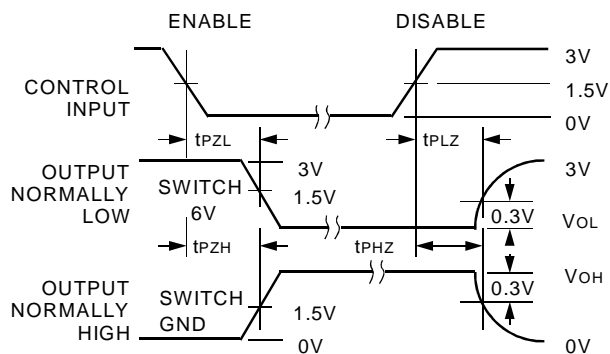 ENABLE DISABLE
CONTROL
INPUT
3V
1.5V
0V
tPZL tPLZ
OUTPUT
NORMALLY
LOW
SWITCH
6V
3V
1.5V
3V
0.3V
VOL
tPZH tPHZ
OUTPUT
NORMALLY
HIGH
SWITCH
GND
1.5V
0V
VOH
0.3V
0V